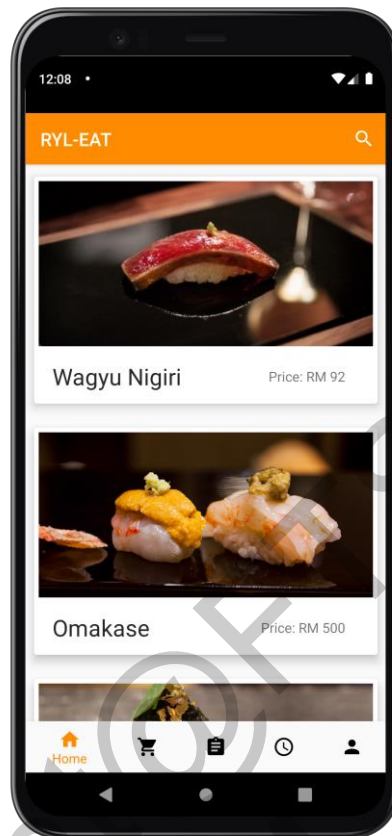 12:08
RYL-EAT
Wagyu Nigiri Price: RM 92
Omakase Price: RM 500
Home